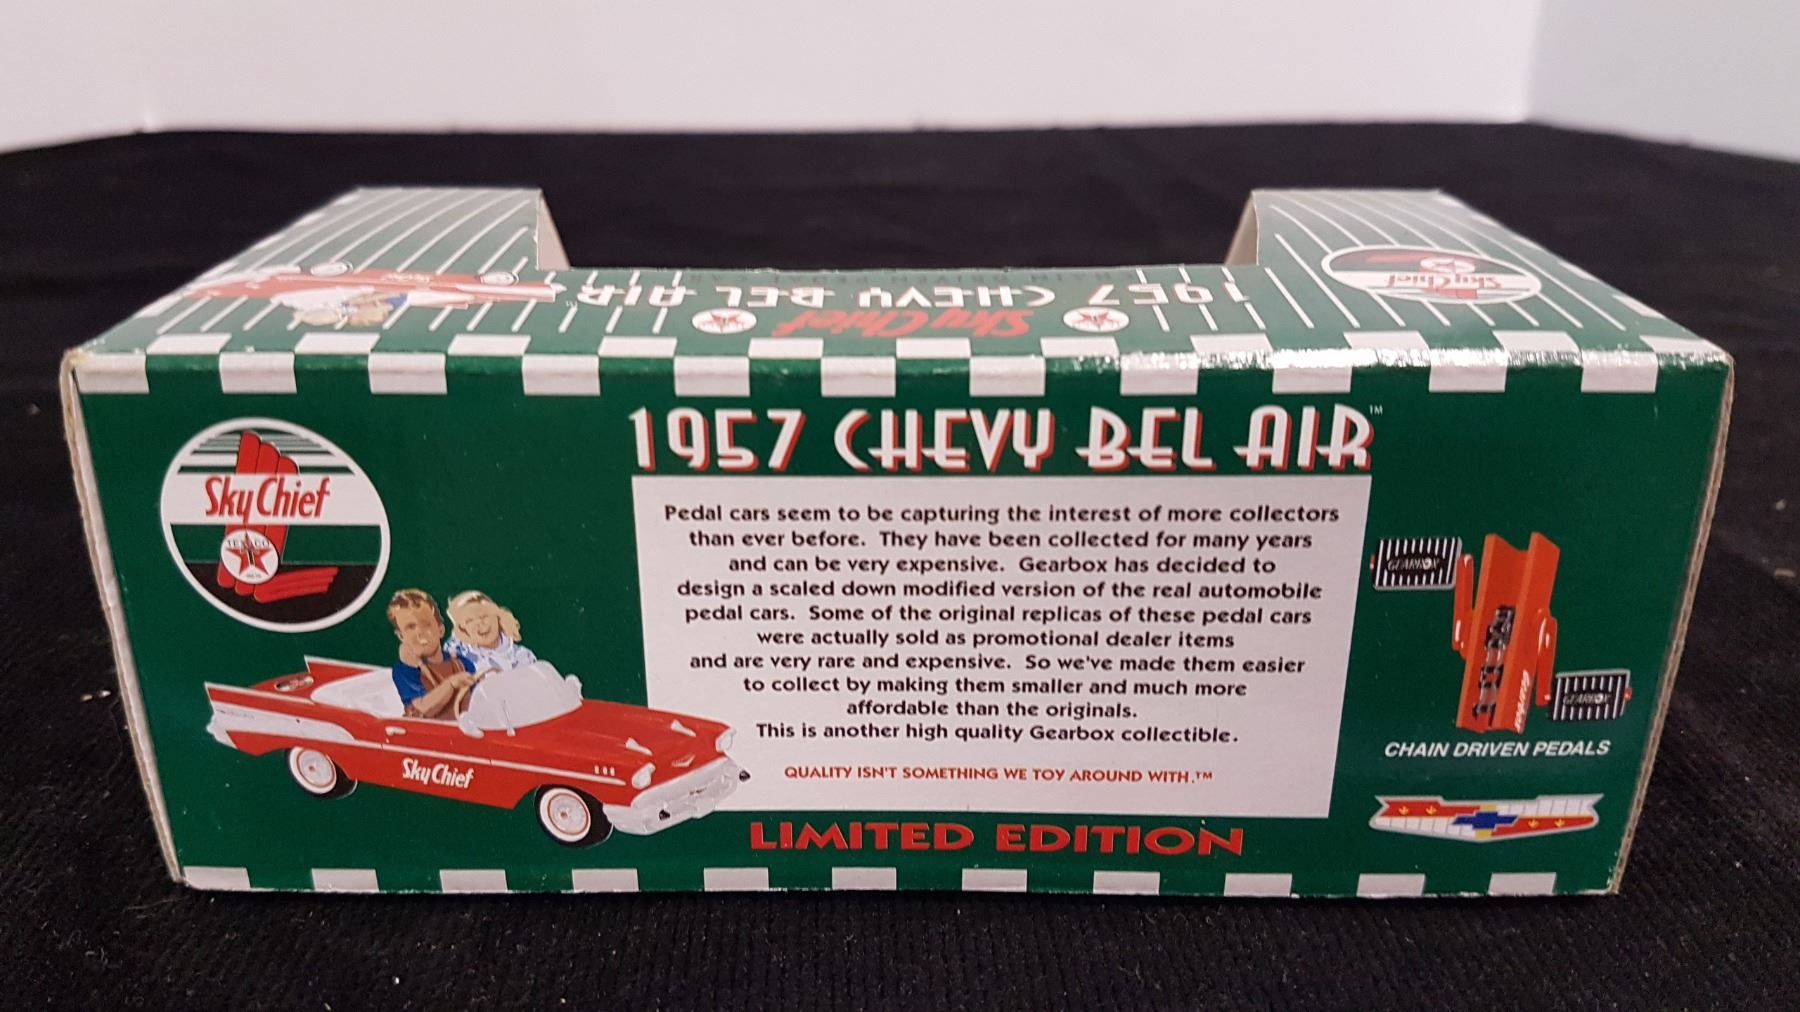 1957 CHEVY BEL AIR
Sky Chief
1957 CHEVY BEL AIR™
Sky Chief
Sky Chief
TEXACO
Pedal cars seem to be capturing the interest of more collectors
than ever before. They have been collected for many years
and can be very expensive. Gearbox has decided to
design a scaled down modified version of the real automobile
pedal cars. Some of the original replicas of these pedal cars
were actually sold as promotional dealer items
and are very rare and expensive. So we've made them easier
to collect by making them smaller and much more
affordable than the originals.
This is another high quality Gearbox collectible.
QUALITY ISN'T SOMETHING WE TOY AROUND WITH.™
LIMITED EDITION
Sky Chief
GEARBOX
Gearbox
GEARBOX
CHAIN DRIVEN PEDALS